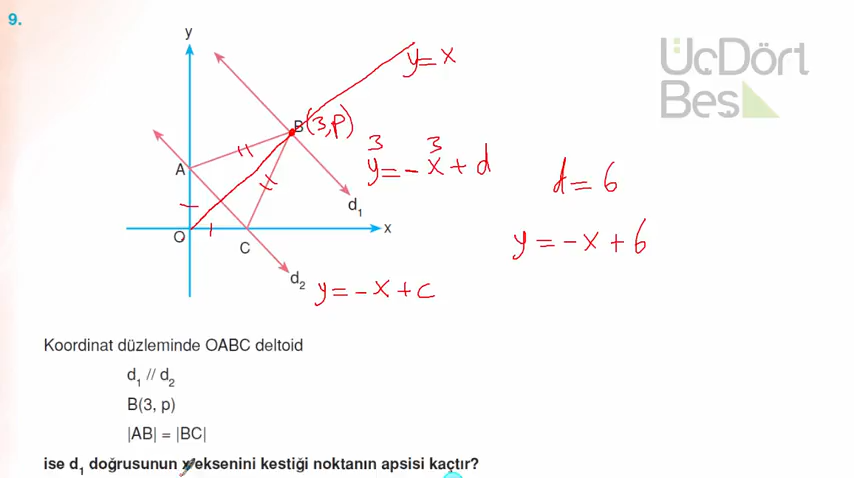 9.
y
y = x
ÜçDört
Beş
B(3, p)
3 3
y = -x + d
d = 6
A
d1
y = -x + 6
O
C
x
d2
y = -x + c
Koordinat düzleminde OABC deltoid
d1 // d2
B(3, p)
|AB| = |BC|
ise d1 doğrusunun x eksenini kestiği noktanın apsisi kaçtır?